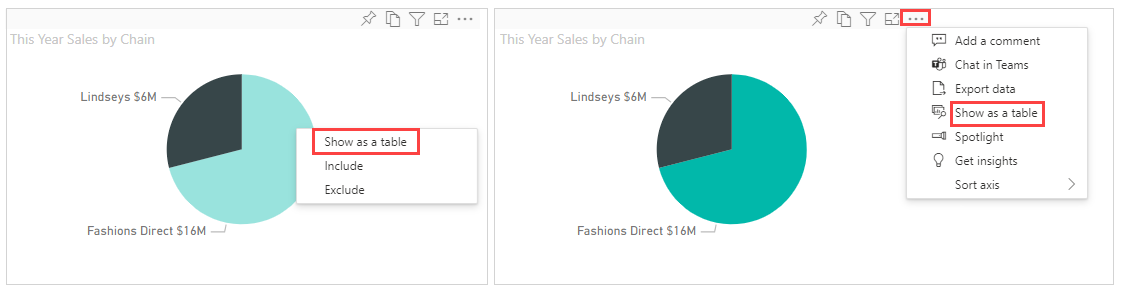 This Year Sales by Chain
Lindseys $6M
Show as a table
Include
Exclude
Fashions Direct $16M
This Year Sales by Chain
Lindseys $6M
Fashions Direct $16M
Add a comment
Chat in Teams
Export data
Show as a table
Spotlight
Get insights
Sort axis